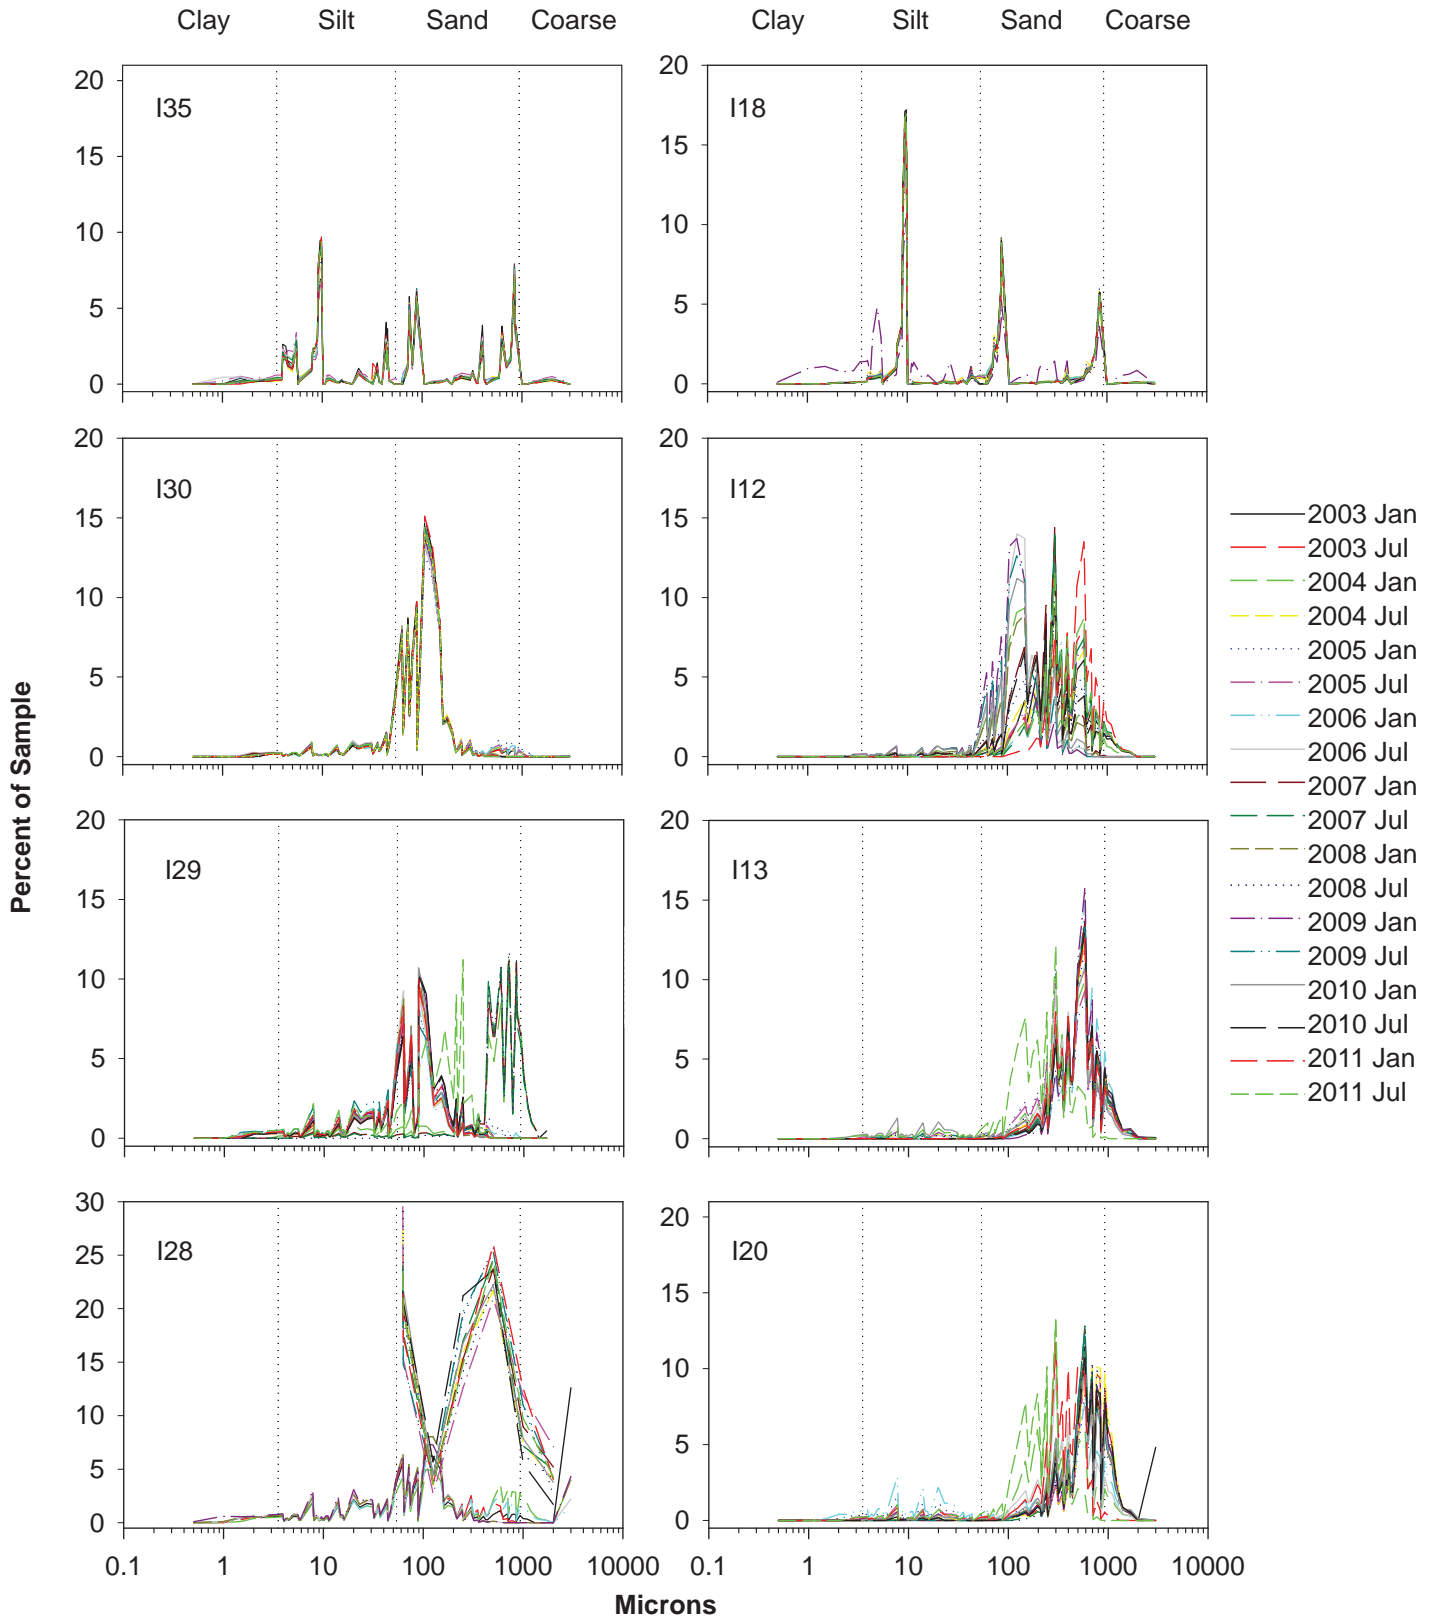 Clay Silt Sand Coarse Clay Silt Sand Coarse
I35
20
15
10
5
0
I18
20
15
10
5
0
I30
20
15
10
5
0
I12
20
15
10
5
0
I29
20
15
10
5
0
I13
20
15
10
5
0
I28
30
25
20
15
10
5
0
0.1 1 10 100 1000 10000
I20
20
15
10
5
0
0.1 1 10 100 1000 10000
Percent of Sample
Microns
2003 Jan
2003 Jul
2004 Jan
2004 Jul
2005 Jan
2005 Jul
2006 Jan
2006 Jul
2007 Jan
2007 Jul
2008 Jan
2008 Jul
2009 Jan
2009 Jul
2010 Jan
2010 Jul
2011 Jan
2011 Jul